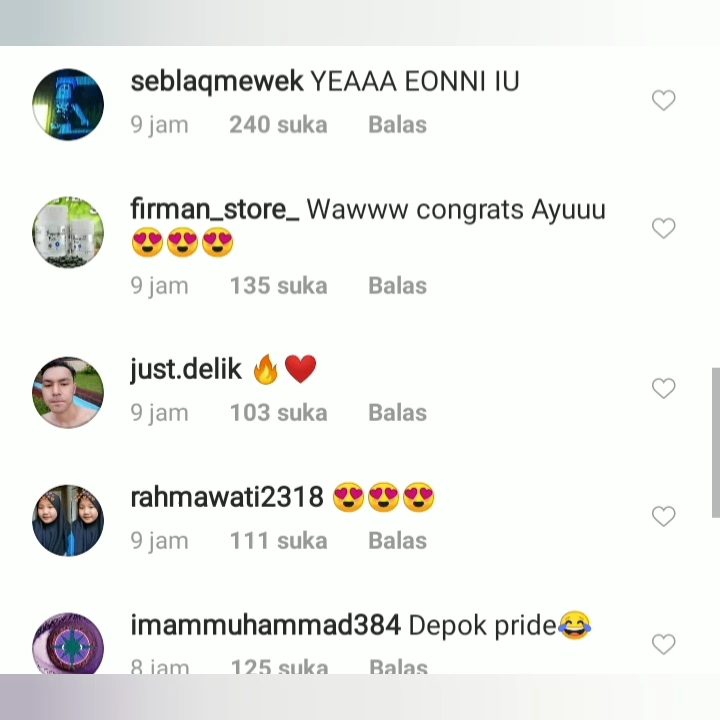 seblaqmewek YEAAA EONNI IU
9 jam 240 suka Balas
firman_store_ Wawww congrats Ayuuu
😍😍😍
9 jam 135 suka Balas
just.delik 🔥❤️
9 jam 103 suka Balas
rahmawati2318 😍😍😍
9 jam 111 suka Balas
imammuhammad384 Depok pride😂
8 jam 125 suka Balas